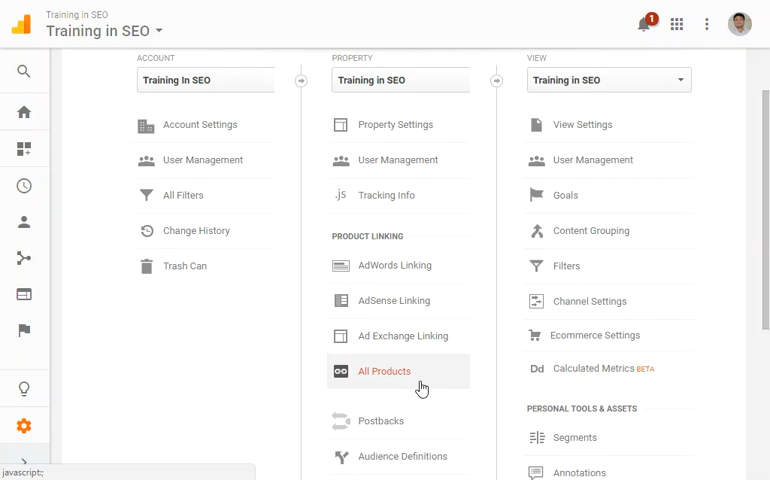 Training in SEO
Training in SEO
1
ACCOUNT
Training In SEO
Account Settings
User Management
All Filters
Change History
Trash Can
PROPERTY
Training in SEO
Property Settings
User Management
.js Tracking Info
PRODUCT LINKING
AdWords Linking
AdSense Linking
Ad Exchange Linking
All Products
Postbacks
Audience Definitions
VIEW
Training in SEO
View Settings
User Management
Goals
Content Grouping
Filters
Channel Settings
Ecommerce Settings
Dd Calculated Metrics BETA
PERSONAL TOOLS & ASSETS
Segments
Annotations
javascript:;